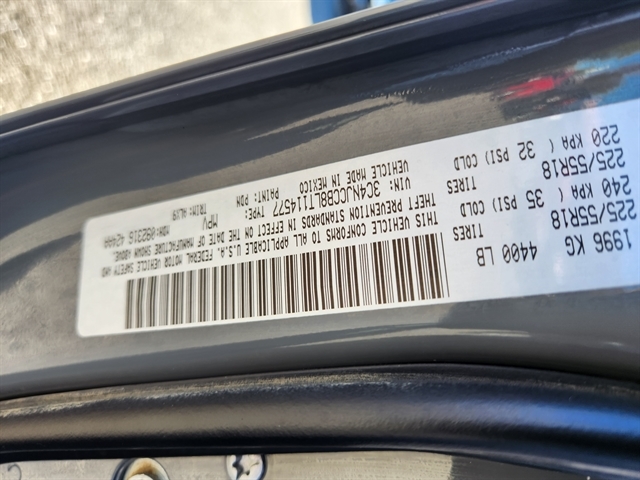 1996 KG 4400 LB
225/55R18 TIRES
240 KPA ( 35 PSI) COLD
225/55R18 TIRES
220 KPA ( 32 PSI) COLD
THIS VEHICLE CONFORMS TO ALL APPLICABLE U.S.A. FEDERAL MOTOR VEHICLE SAFETY AND
THEFT PREVENTION STANDARDS IN EFFECT ON THE DATE OF MANUFACTURE SHOWN ABOVE.
VIN: 3C4NJCCB8LT114577 TYPE: MPV
VEHICLE MADE IN MEXICO PAINT: PDN